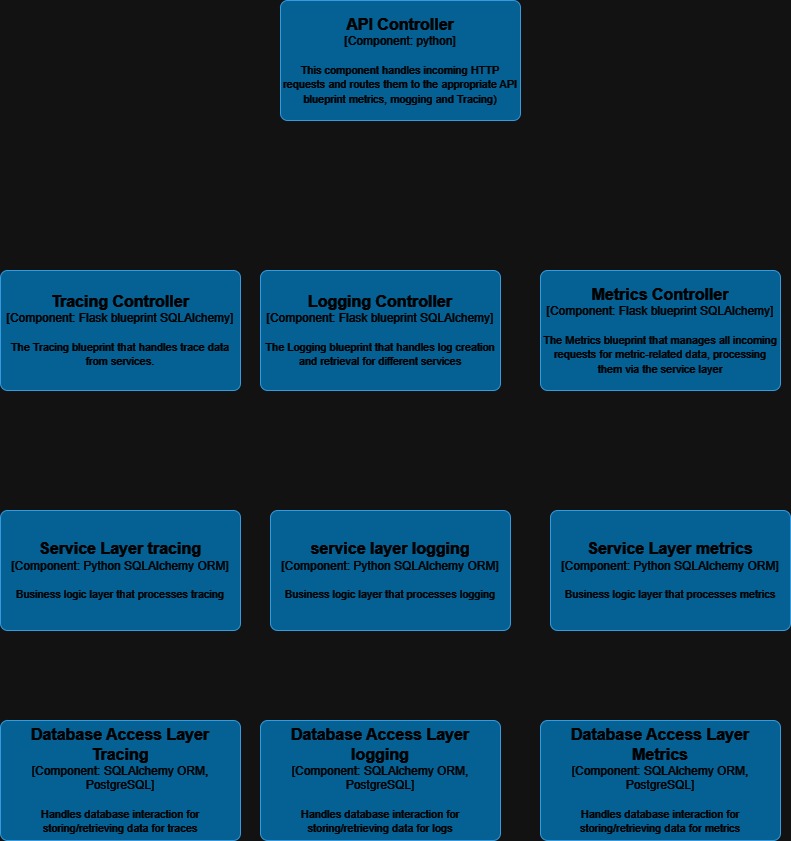 API Controller
[Component: python]
This component handles incoming HTTP
requests and routes them to the appropriate API
blueprint metrics, mogging and Tracing)
Tracing Controller
[Component: Flask blueprint SQLAlchemy]
The Tracing blueprint that handles trace data
from services.
Logging Controller
[Component: Flask blueprint SQLAlchemy]
The Logging blueprint that handles log creation
and retrieval for different services
Metrics Controller
[Component: Flask blueprint SQLAlchemy]
The Metrics blueprint that manages all incoming
requests for metric-related data, processing
them via the service layer
Service Layer tracing
[Component: Python SQLAlchemy ORM]
Business logic layer that processes tracing
service layer logging
[Component: Python SQLAlchemy ORM]
Business logic layer that processes logging
Service Layer metrics
[Component: Python SQLAlchemy ORM]
Business logic layer that processes metrics
Database Access Layer
Tracing
[Component: SQLAlchemy ORM,
PostgreSQL]
Handles database interaction for
storing/retrieving data for traces
Database Access Layer
logging
[Component: SQLAlchemy ORM,
PostgreSQL]
Handles database interaction for
storing/retrieving data for logs
Database Access Layer
Metrics
[Component: SQLAlchemy ORM,
PostgreSQL]
Handles database interaction for
storing/retrieving data for metrics